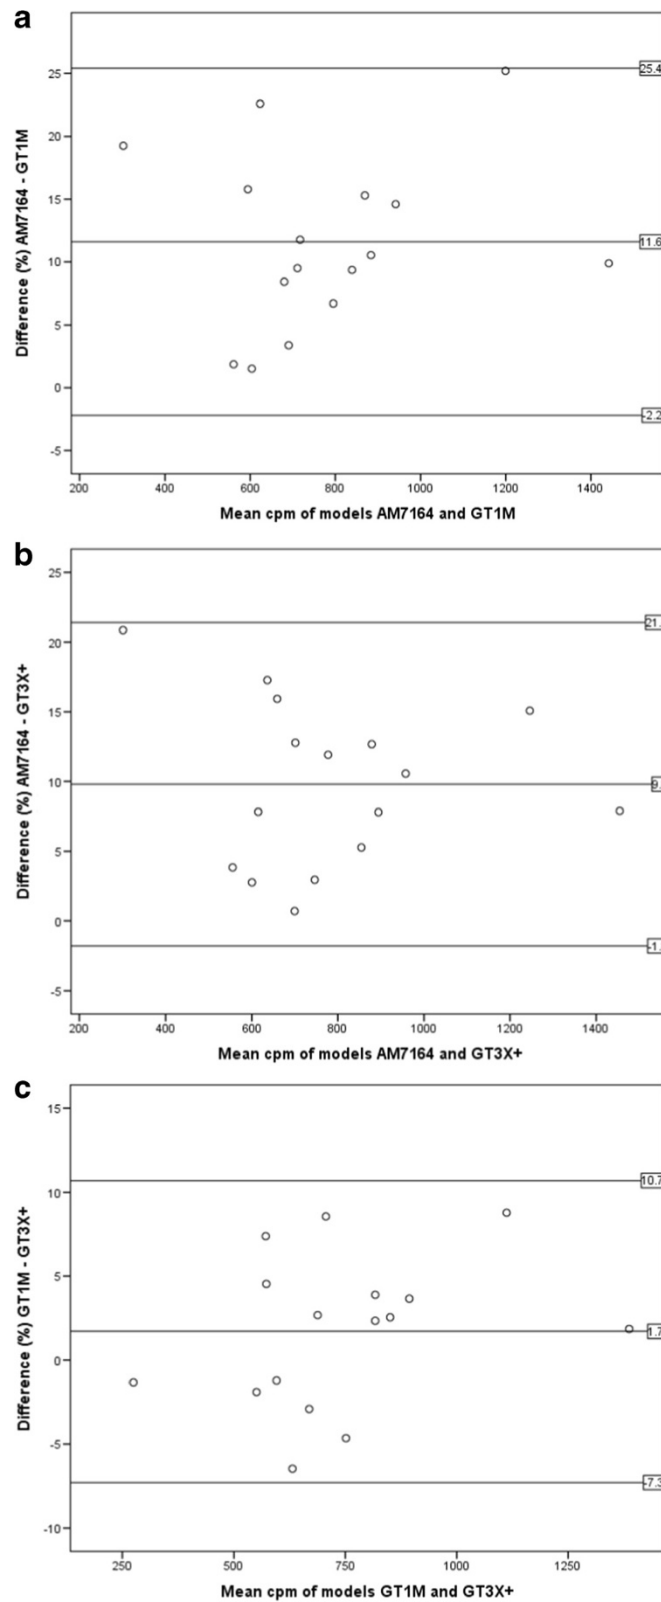 a
25
20
15
10
5
0
-5
Difference (%) AM7164 - GT1M
25.4
11.6
-2.2
200 400 600 800 1000 1200 1400
Mean cpm of models AM7164 and GT1M
b
25
20
15
10
5
0
-5
Difference (%) AM7164 - GT3X+
21.
9.
-1.
200 400 600 800 1000 1200 1400
Mean cpm of models AM7164 and GT3X+
c
15
10
5
0
-5
-10
Difference (%) GT1M - GT3X+
10.7
1.7
-7.3
250 500 750 1000 1250
Mean cpm of models GT1M and GT3X+